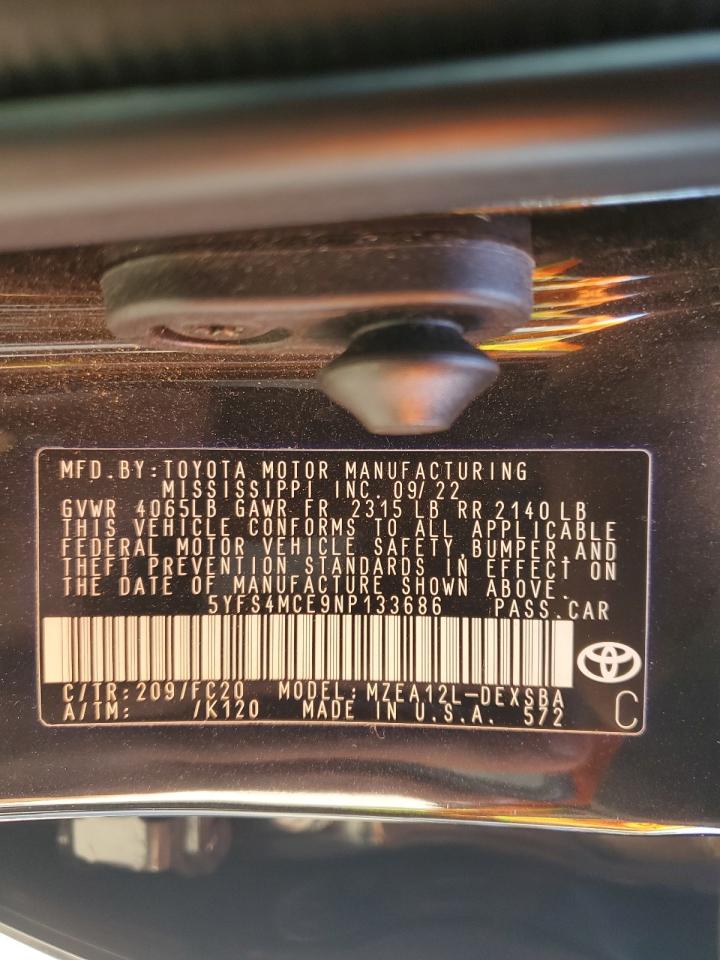 MFD.BY:TOYOTA MOTOR MANUFACTURING
MISSISSIPPI INC. 09/22
GVWR 4065LB GAWR FR 2315 LB RR 2140 LB
THIS VEHICLE CONFORMS TO ALL APPLICABLE
FEDERAL MOTOR VEHICLE SAFETY,BUMPER,AND
THEFT PREVENTION STANDARDS IN EFFECT ON
THE DATE OF MANUFACTURE SHOWN ABOVE.
5YFS4MCE9NP133686 PASS.CAR
C/TR:209/FC20 MODEL:MZEA12L-DEXSBA
A/TM: /K120 MADE IN U.S.A. 572
C